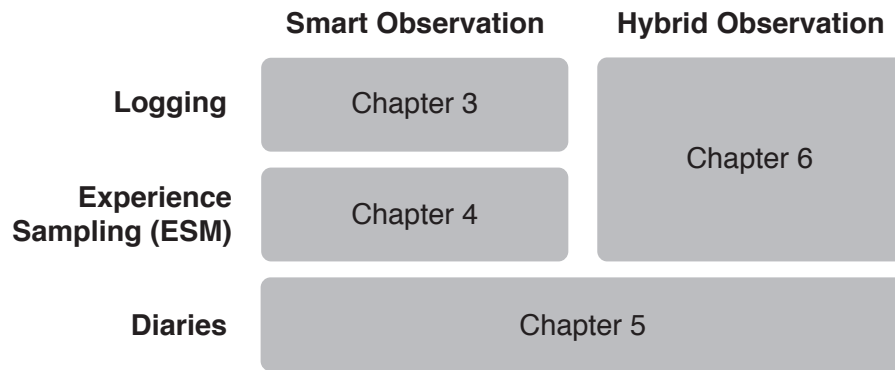 Smart Observation Hybrid Observation
Logging Chapter 3
Chapter 6
Experience
Sampling (ESM) Chapter 4
Diaries Chapter 5